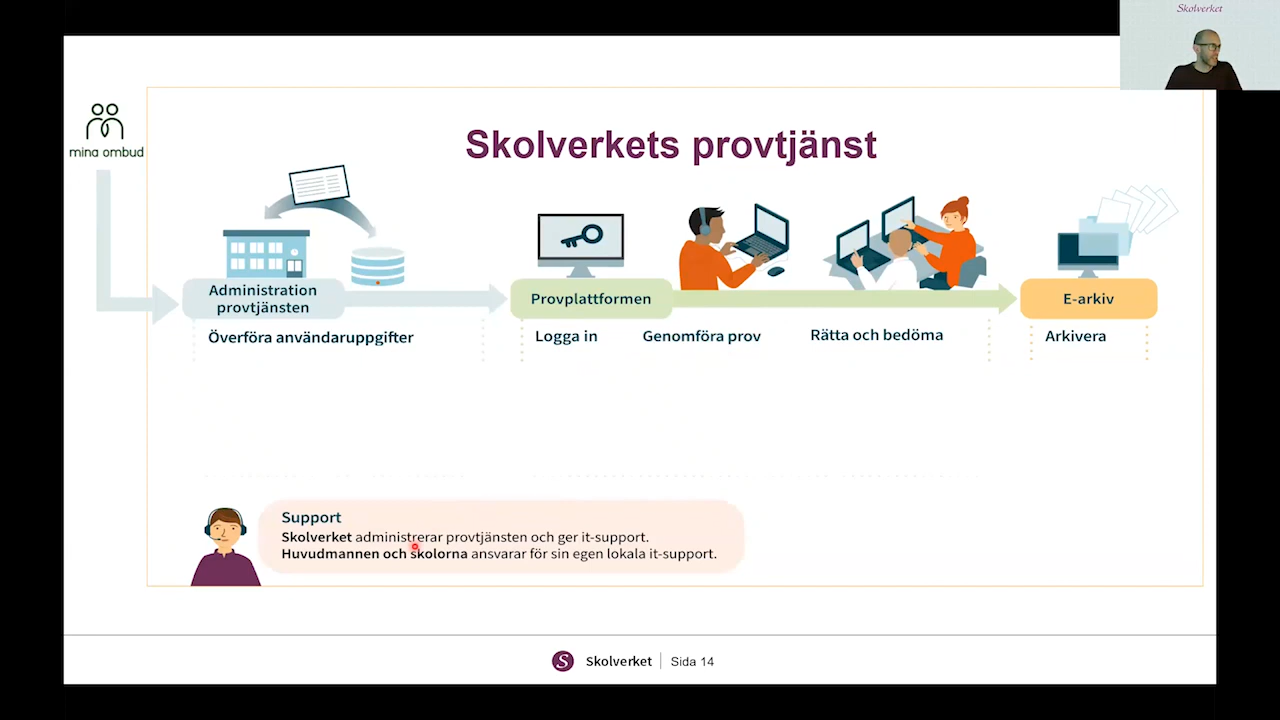 Skolverket
mina ombud
Skolverkets provtjänst
Administration
provtjänsten
Provplattformen
E-arkiv
Överföra användaruppgifter
Logga in
Genomföra prov
Rätta och bedöma
Arkivera
Support
Skolverket administrerar provtjänsten och ger it-support.
Huvudmannen och skolorna ansvarar för sin egen lokala it-support.
S Skolverket | Sida 14